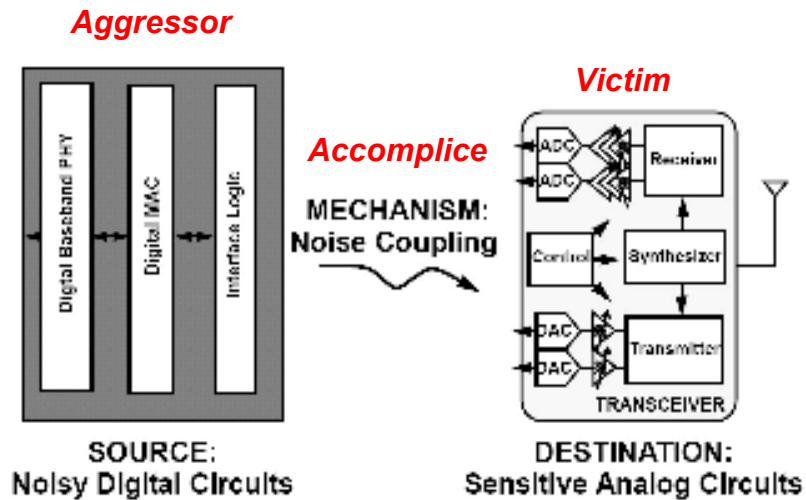 Aggressor
Victim
Accomplice
Digital Baseband PHY
Digital MAC
Interface Logic
MECHANISM:
Noise Coupling
ADC
ADC
Receiver
Control
Synthesizer
DAC
DAC
Transmitter
TRANSCEIVER
SOURCE:
Noisy Digital Circuits
DESTINATION:
Sensitive Analog Circuits